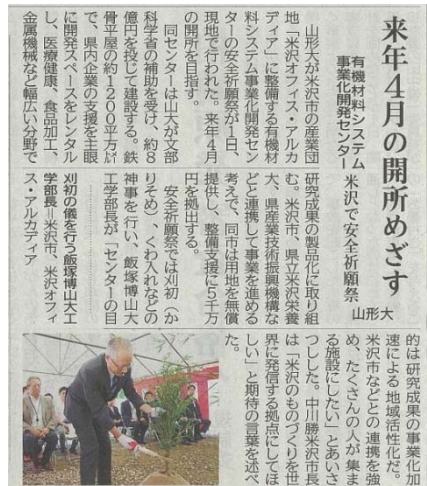 来年4月の開所めざす
有機材料システム
事業化開発センター
米沢で安全祈願祭
山形大
山形大が米沢市の産業団
地「米沢オフィス・アルカ
ディア」に整備する有機材
料システム事業化開発セン
ターの安全祈願祭が1日、
現地で行われた。来年4月
の開所を目指す。
同センターは山大が文部
科学省の補助を受け、約8
億円を投じて建設する。鉄
骨平屋の約1200平方㍍
で、県内企業の支援を主眼
に開発スペースをレンタル
し、医療健康、食品加工、
金属機械など幅広い分野で
研究成果の製品化に取り組
む。米沢市、県立米沢栄養
大、県産業技術振興機構な
どと連携して事業を進める
考えで、同市は用地を無償
提供し、整備支援に5千万
円を拠出する。
安全祈願祭では刈初(か
りそめ)、くわ入れなどの
神事を行い、飯塚博山大
工学部長が「センターの目
的は研究成果の事業化加
速による地域活性化だ。
米沢市などとの連携を強
め、たくさんの人が集ま
る施設にしたい」とあいさ
つした。中川勝米沢市長
は「米沢のものづくりを世
界に発信する拠点にしてほ
しい」と期待の言葉を述べ
た。
刈初の儀を行う飯塚博山大工
学部長=米沢市、米沢オフィ
ス・アルカディア